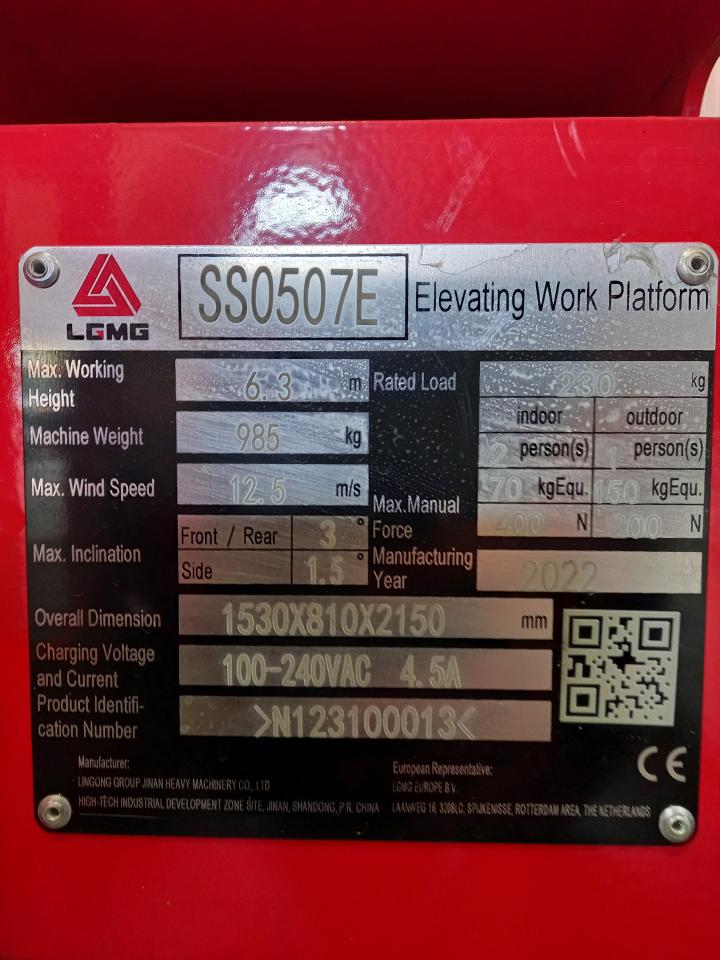 LGMG SS0507E Elevating Work Platform
Max. Working Height 6.3 m
Rated Load 230 kg
indoor outdoor
2 person(s) 1 person(s)
70 kgEqu. 150 kgEqu.
Machine Weight 985 kg
Max. Wind Speed 12.5 m/s
Max.Manual Force 400 N N
Max. Inclination
Front / Rear 3°
Side 1.5°
Manufacturing Year 2022
Overall Dimension 1530X810X2150 mm
Charging Voltage and Current 100-240VAC 4.5A
Product Identifi-
cation Number >N123100013<
Manufacturer:
LINGONG GROUP JINAN HEAVY MACHINERY CO., LTD
HIGH-TECH INDUSTRIAL DEVELOPMENT ZONE SITE, JINAN, SHANDONG, P.R. CHINA
European Representative:
LGMG EUROPE B.V.
LAANWEG 16, 3208LC, SPIJKENISSE, ROTTERDAM AREA, THE NETHERLANDS
CE